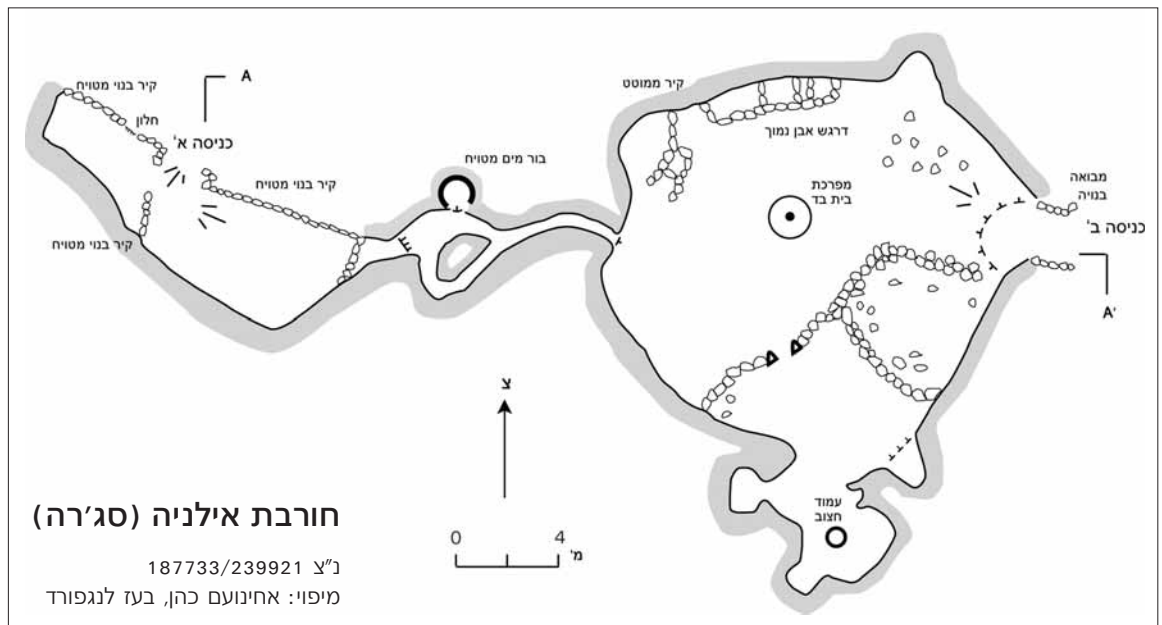 A
קיר בנוי מטויח
חלון
כניסה א'
קיר בנוי מטויח
קיר בנוי מטויח
בור מים מטויח
קיר ממוטט
דרגש אבן נמוך
מפרכת
בית בד
מבואה
בנויה
כניסה ב'
A'
צ
עמוד
חצוב
0 4
מ'
חורבת אילניה (סג'רה)
נ"צ 187733/239921
מיפוי: אחינועם כהן, בעז לנגפורד